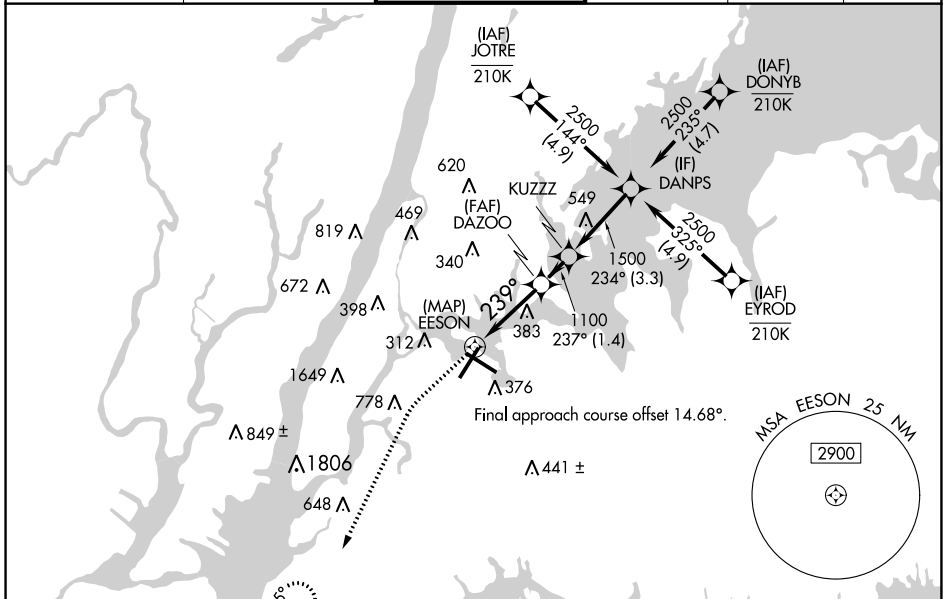 (IAF)
JOTRE
210K
(IAF)
DONYB
210K
2500
144°
(4.9)
2500
235°
(4.7)
(IF)
DANPS
620
KUZZZ
549
(FAF)
DAZOO
469
819
340
2500
325°
(4.9)
1500
234° (3.3)
672
398
239°
(IAF)
EYROD
210K
(MAP)
EESON
383
1100
237° (1.4)
312
1649
376
778
Final approach course offset 14.68°.
MSA EESON 25 NM
849 ±
2900
1806
441 ±
648
5°